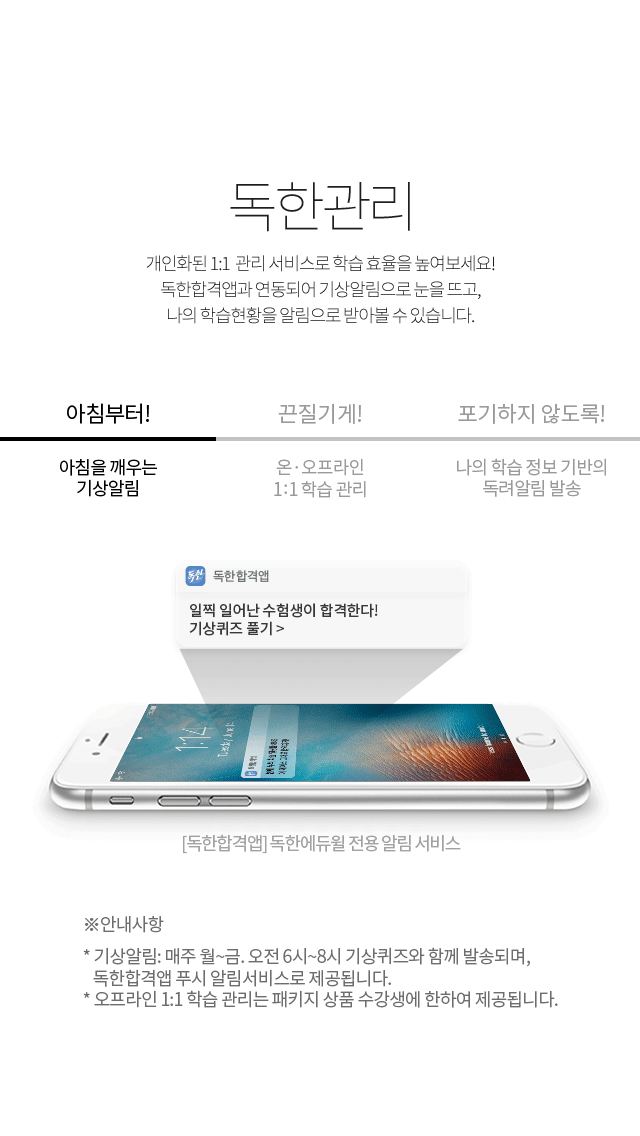 독한관리
개인화된 1:1 관리 서비스로 학습 효율을 높여보세요!
독한합격앱과 연동되어 기상알림으로 눈을 뜨고,
나의 학습현황을 알림으로 받아볼 수 있습니다.
아침부터!
끈질기게!
포기하지 않도록!
아침을 깨우는
기상알림
온·오프라인
1:1 학습 관리
나의 학습 정보 기반의
독려알림 발송
독한
독한합격앱
일찍 일어난 수험생이 합격한다!
기상퀴즈 풀기 >
1:14
[독한합격앱] 독한에듀윌 전용 알림 서비스
※안내사항
* 기상알림: 매주 월~금. 오전 6시~8시 기상퀴즈와 함께 발송되며,
독한합격앱 푸시 알림서비스로 제공됩니다.
* 오프라인 1:1 학습 관리는 패키지 상품 수강생에 한하여 제공됩니다.